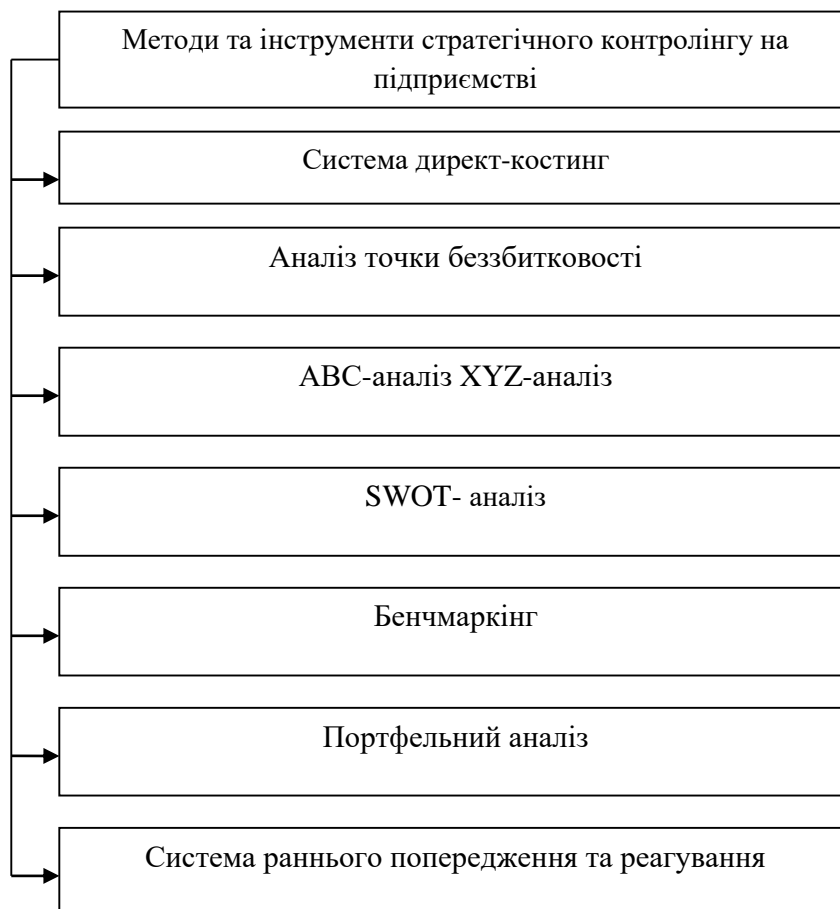 Методи та інструменти стратегічного контролінгу на
підприємстві
Система директ-костинг
Аналіз точки беззбитковості
АВС-аналіз XYZ-аналіз
SWOT- аналіз
Бенчмаркінг
Портфельний аналіз
Система раннього попередження та реагування